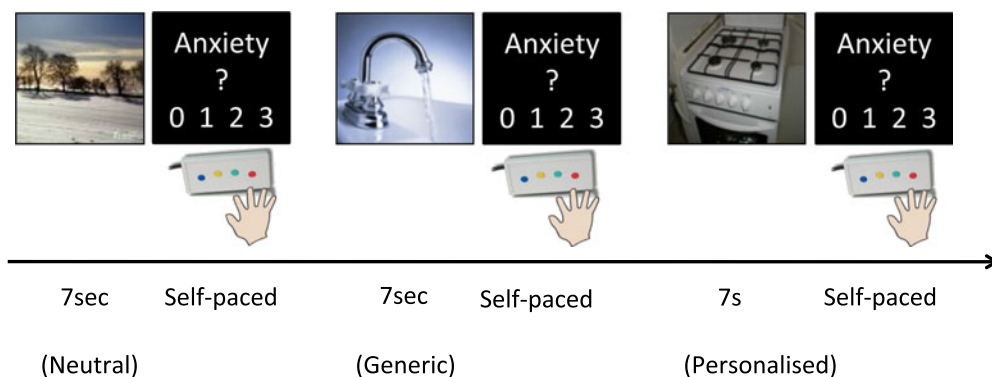 Anxiety
?
0 1 2 3
Anxiety
?
0 1 2 3
Anxiety
?
0 1 2 3
7sec Self-paced 7sec Self-paced 7s Self-paced
(Neutral) (Generic) (Personalised)